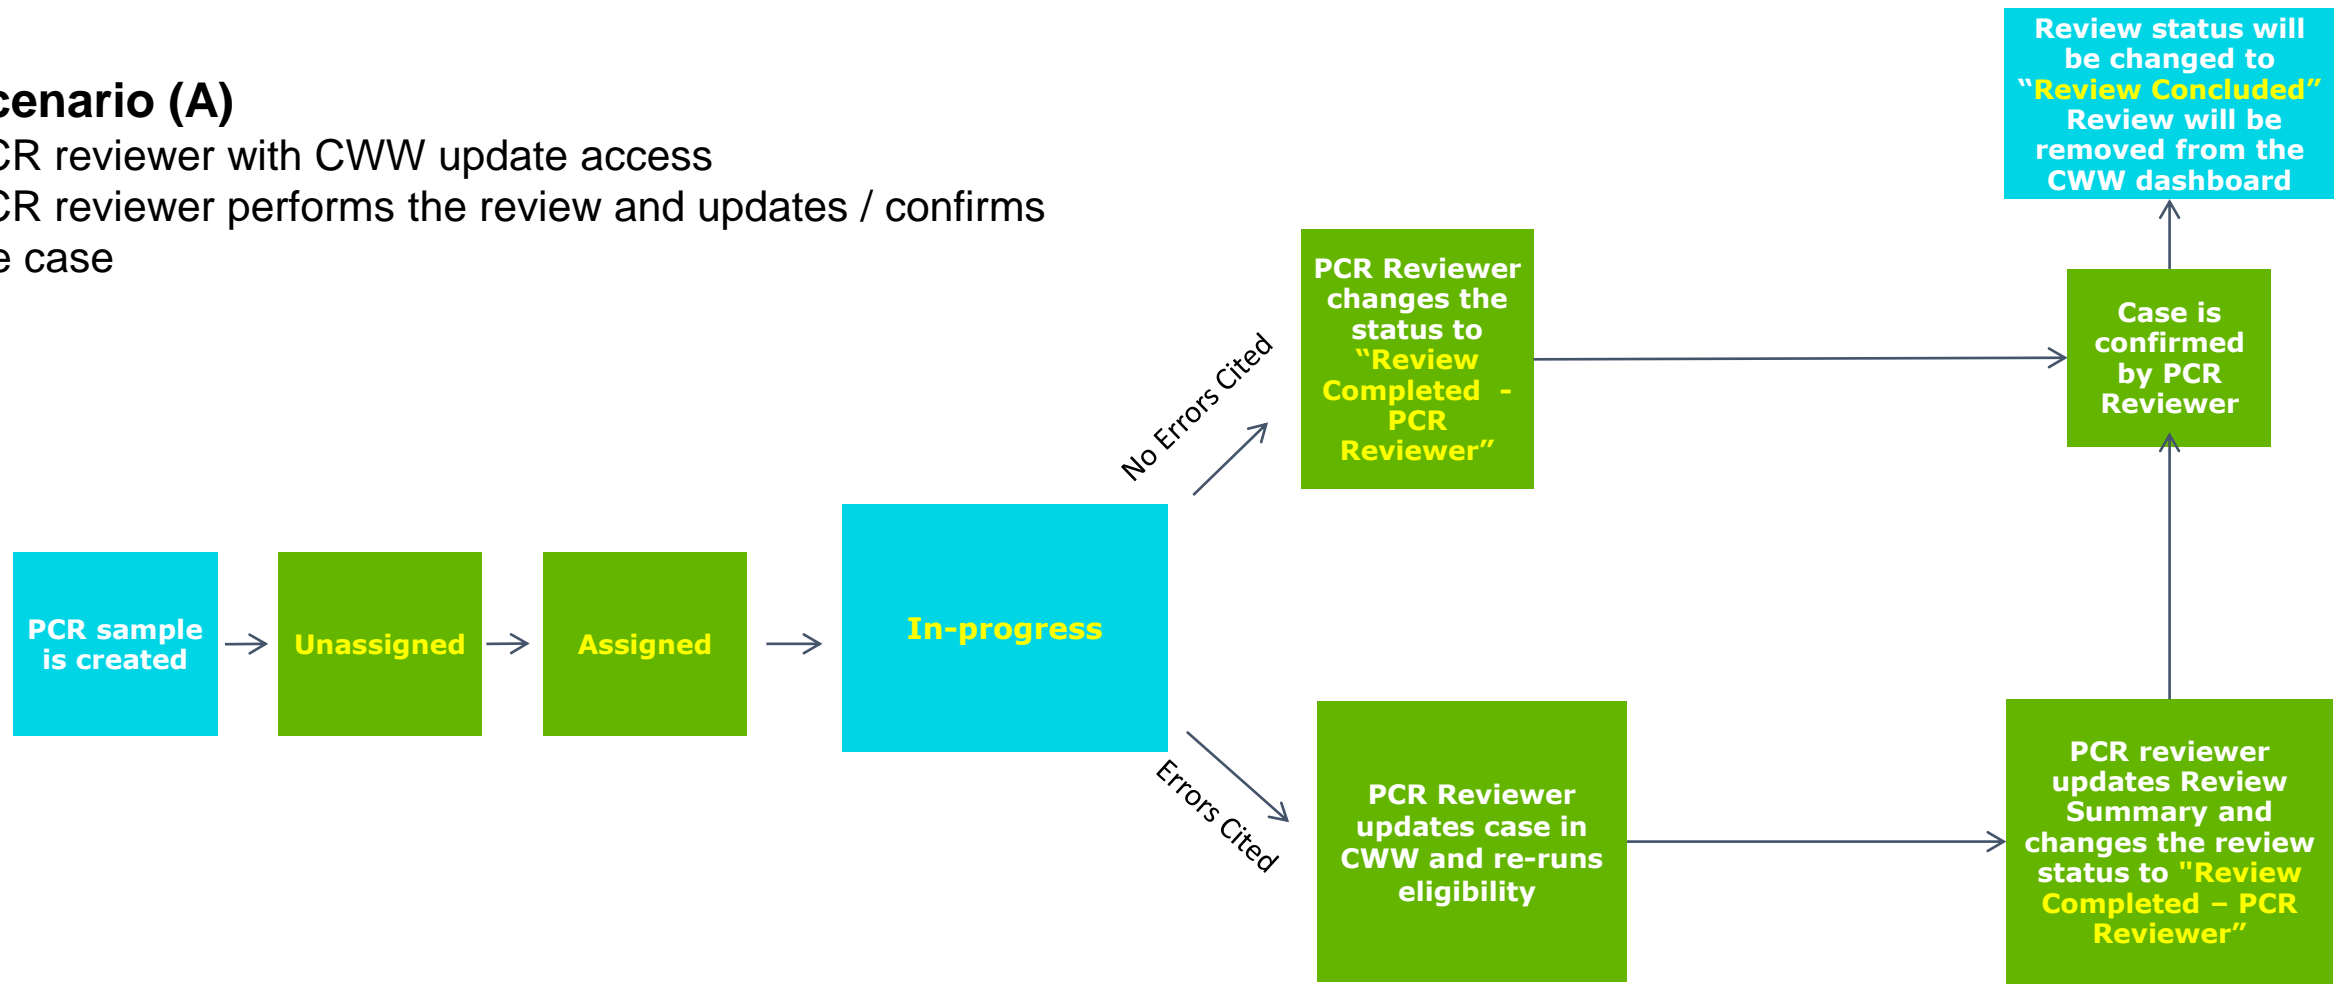 cenario (A)
CR reviewer with CWW update access
CR reviewer performs the review and updates / confirms
e case
Review status will
be changed to
“Review Concluded”
Review will be
removed from the
CWW dashboard
PCR Reviewer
changes the
status to
“Review
Completed -
PCR
Reviewer”
Case is
confirmed
by PCR
Reviewer
No Errors Cited
PCR sample
is created
Unassigned
Assigned
In-progress
Errors Cited
PCR Reviewer
updates case in
CWW and re-runs
eligibility
PCR reviewer
updates Review
Summary and
changes the review
status to "Review
Completed – PCR
Reviewer”